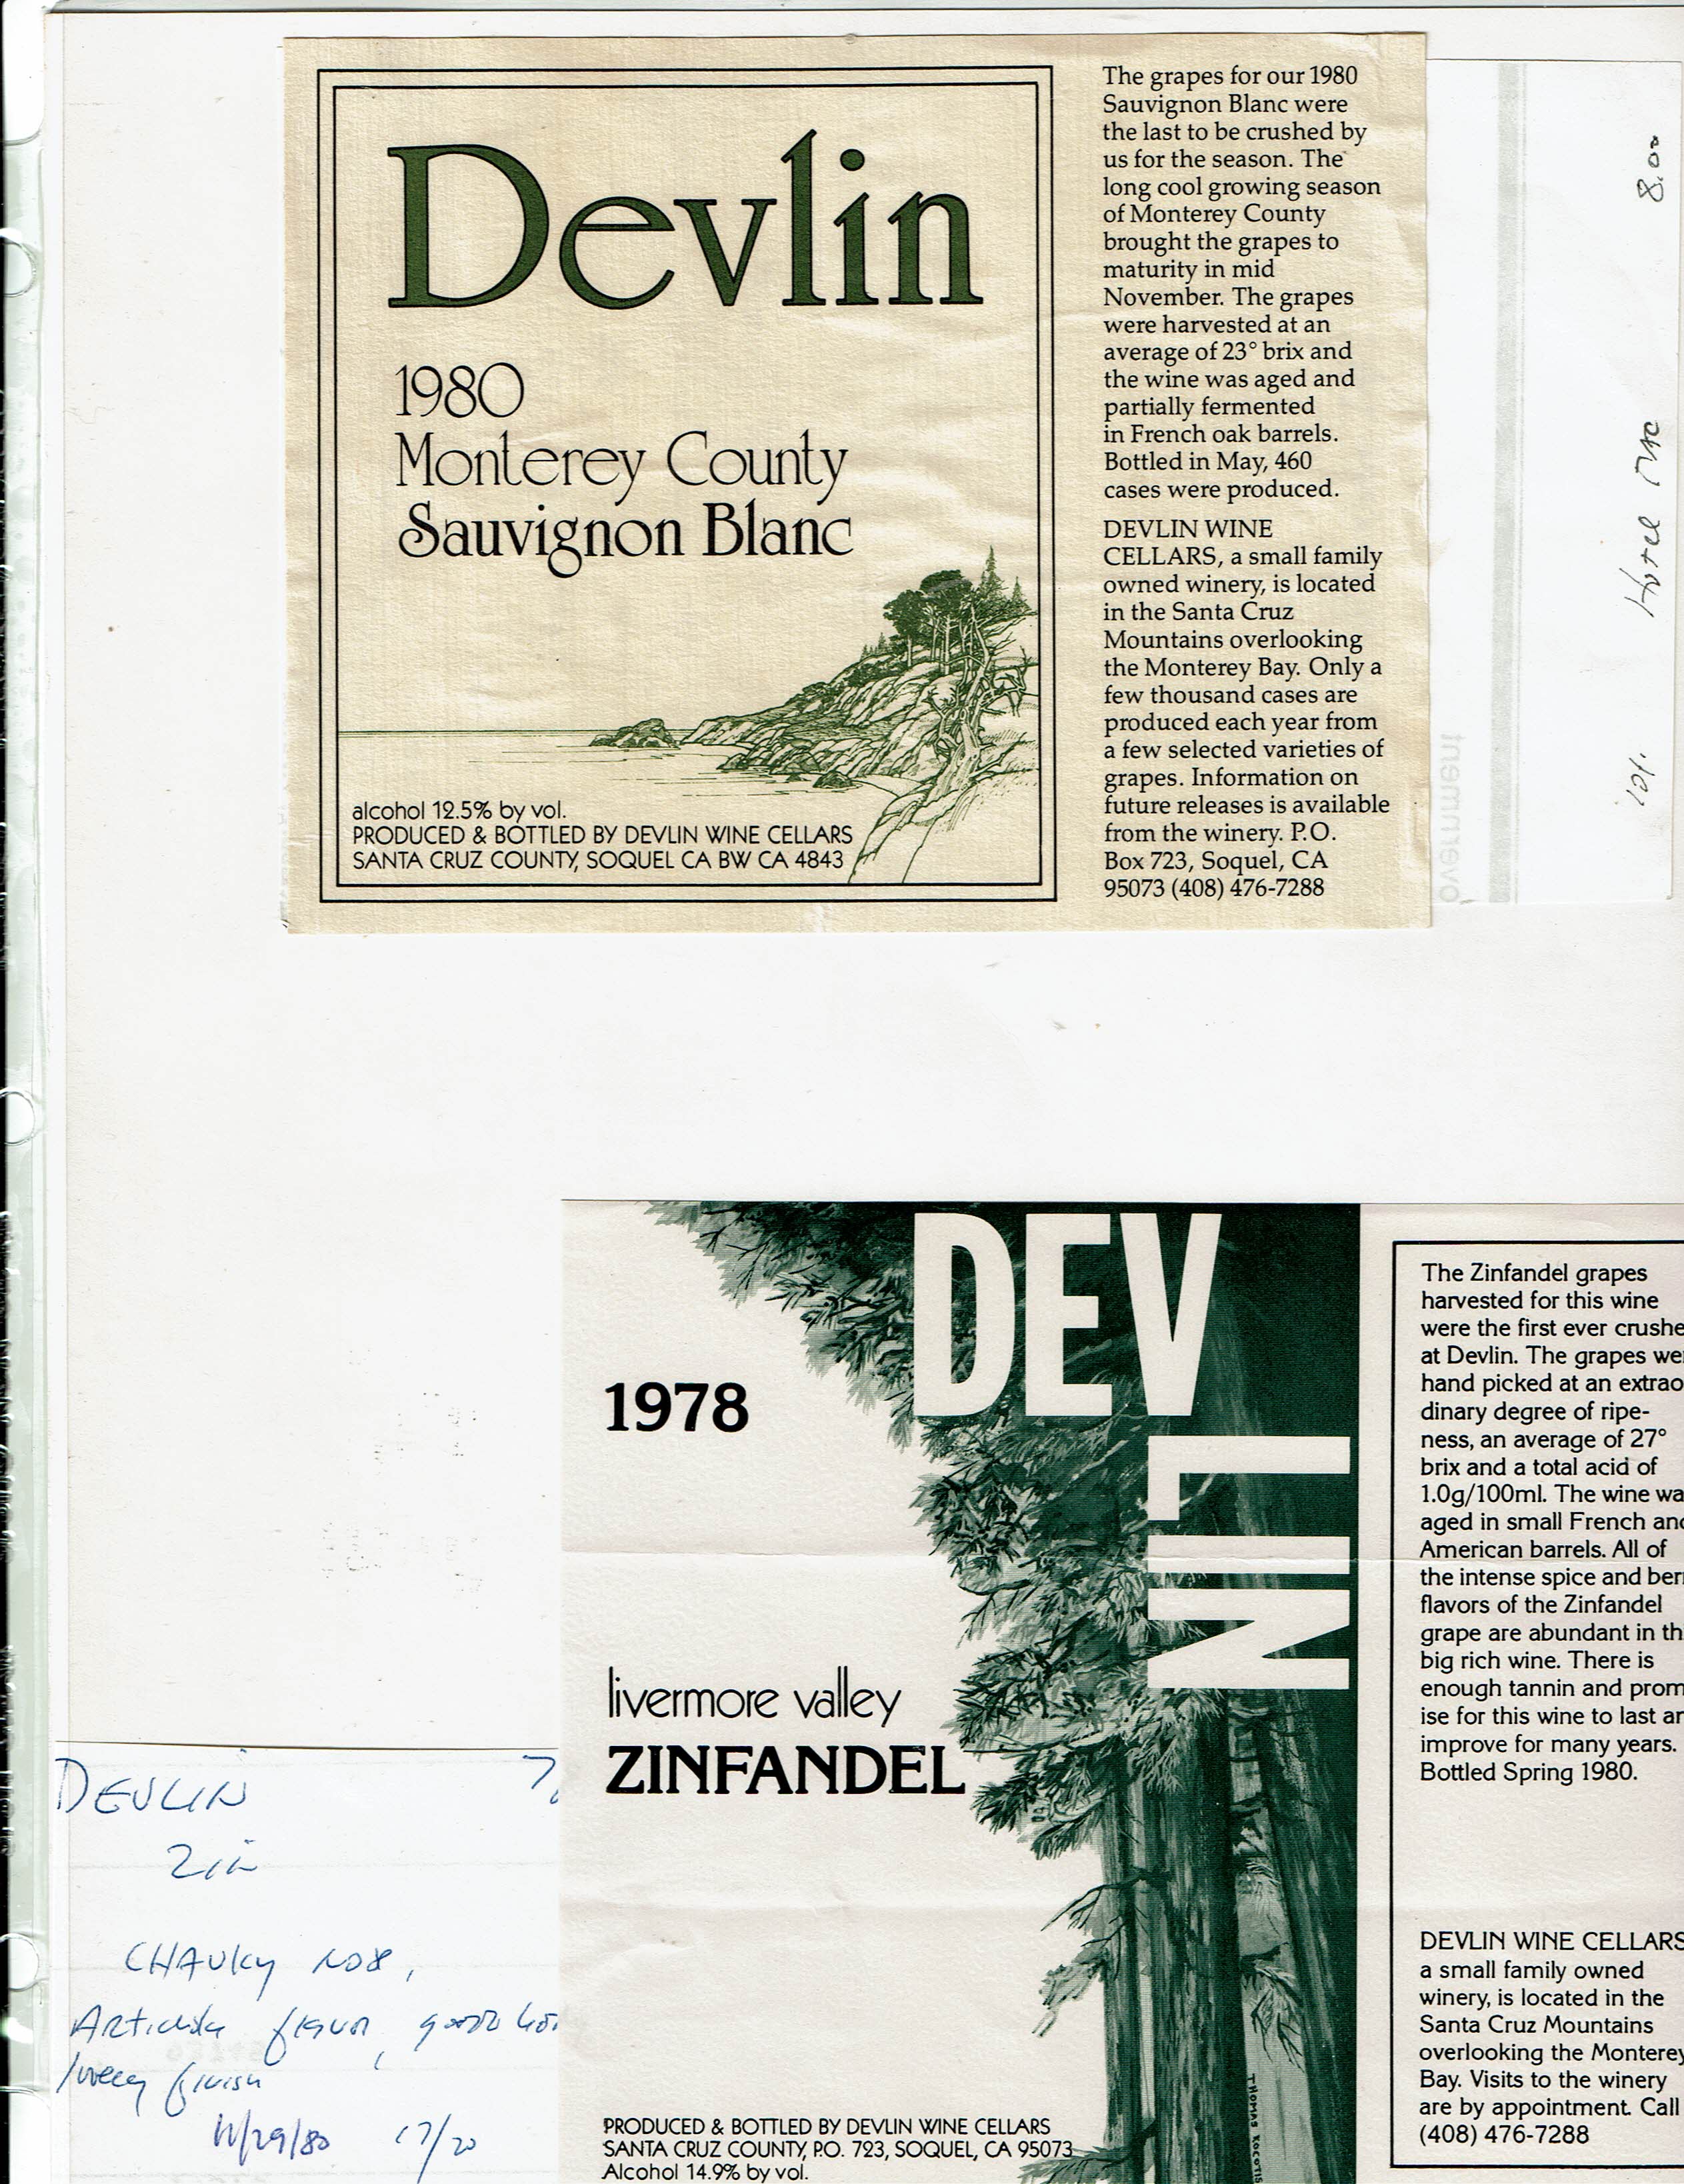 Devlin
1980
Monterey County
Sauvignon Blanc
alcohol 12.5% by vol.
PRODUCED & BOTTLED BY DEVLIN WINE CELLARS
SANTA CRUZ COUNTY, SOQUEL CA BW CA 4843
The grapes for our 1980
Sauvignon Blanc were
the last to be crushed by
us for the season. The
long cool growing season
of Monterey County
brought the grapes to
maturity in mid
November. The grapes
were harvested at an
average of 23° brix and
the wine was aged and
partially fermented
in French oak barrels.
Bottled in May, 460
cases were produced.
DEVLIN WINE
CELLARS, a small family
owned winery, is located
in the Santa Cruz
Mountains overlooking
the Monterey Bay. Only a
few thousand cases are
produced each year from
a few selected varieties of
grapes. Information on
future releases is available
from the winery. P.O.
Box 723, Soquel, CA
95073 (408) 476-7288
overnment
8.00
Hotel
DEV
LIN
1978
livermore valley
ZINFANDEL
PRODUCED & BOTTLED BY DEVLIN WINE CELLARS
SANTA CRUZ COUNTY, P.O. 723, SOQUEL, CA 95073
Alcohol 14.9% by vol.
THOMAS
The Zinfandel grapes
harvested for this wine
were the first ever crushe
at Devlin. The grapes wer
hand picked at an extrao
dinary degree of ripe-
ness, an average of 27°
brix and a total acid of
1.0g/100ml. The wine wa
aged in small French and
American barrels. All of
the intense spice and berr
flavors of the Zinfandel
grape are abundant in th
big rich wine. There is
enough tannin and prom
ise for this wine to last an
improve for many years.
Bottled Spring 1980.
DEVLIN WINE CELLARS
a small family owned
winery, is located in the
Santa Cruz Mountains
overlooking the Monterey
Bay. Visits to the winery
are by appointment. Call
(408) 476-7288
DEVLIN
Zin
CHAUKY NOSE,
flavor, good
finish
11/29/80 17/20